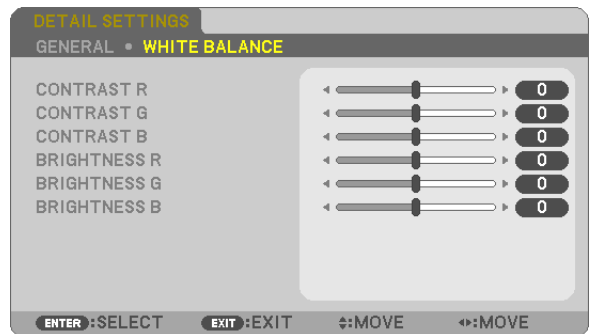 DETAIL SETTINGS
GENERAL • WHITE BALANCE
CONTRAST R 0
CONTRAST G 0
CONTRAST B 0
BRIGHTNESS R 0
BRIGHTNESS G 0
BRIGHTNESS B 0
ENTER :SELECT EXIT :EXIT :MOVE :MOVE